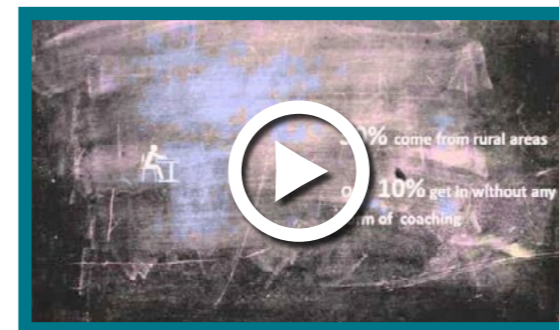 % come from rural areas
10% get in without any
of coaching